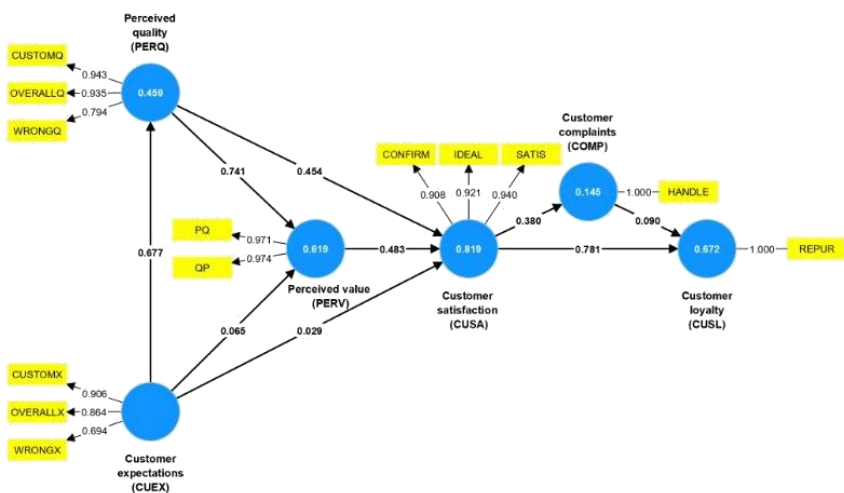 Perceived
quality
(PERQ)
CUSTOMQ
0.943
OVERALLQ
0.935
0.459
WRONGQ
0.794
Customer
complaints
(COMP)
CONFIRM
IDEAL
SATIS
0.741
0.454
0.908
0.921
0.940
0.145
1.000
HANDLE
0.380
0.090
PQ
0.971
0.677
0.619
0.483
0.819
0.781
0.672
1.000
REPUR
QP
0.974
Perceived value
(PERV)
Customer
satisfaction
(CUSA)
Customer
loyalty
(CUSL)
0.065
0.029
CUSTOMX
0.906
OVERALLX
0.864
WRONGX
0.694
Customer
expectations
(CUEX)